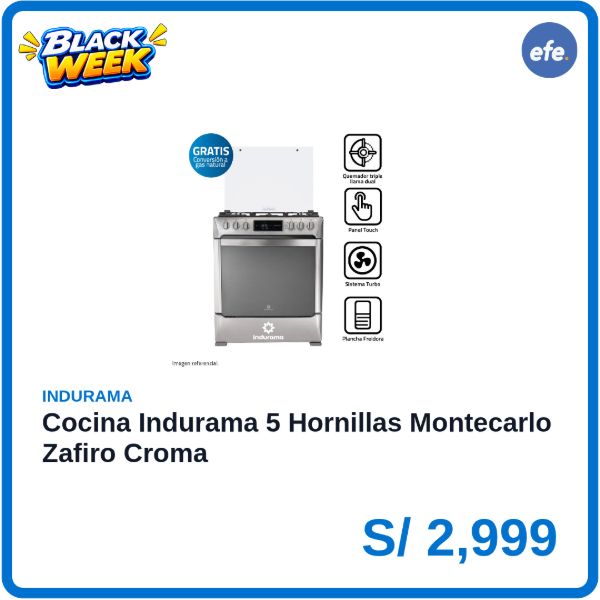 BLACK
WEEK
efe.
GRATIS
Conversión a
gas natural
Quemador triple
llama dual
Panel Touch
Sistema Turbo
Plancha Freidora
Indurama
Imagen referencial.
INDURAMA
Cocina Indurama 5 Hornillas Montecarlo
Zafiro Croma
S/ 2,999